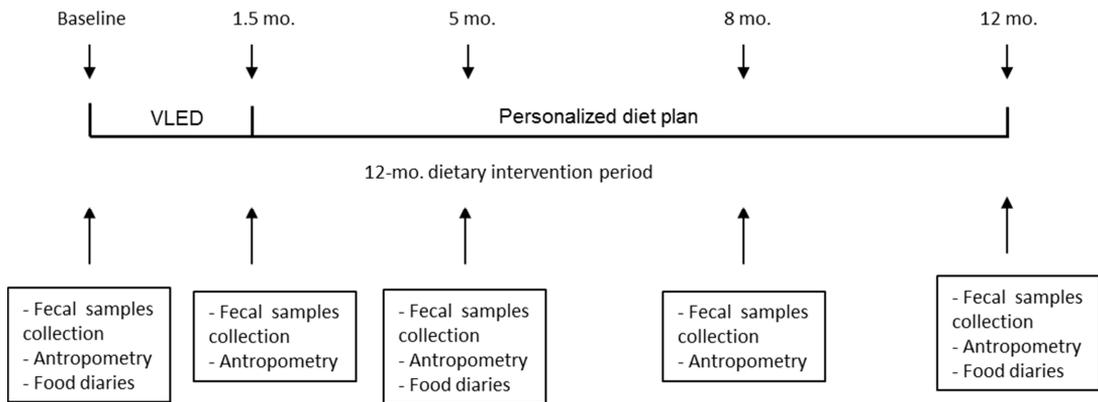 Baseline
1.5 mo.
5 mo.
8 mo.
12 mo.
VLED
Personalized diet plan
12-mo. dietary intervention period
- Fecal samples
collection
- Antropometry
- Food diaries
- Fecal samples
collection
- Antropometry
- Fecal samples
collection
- Antropometry
- Food diaries
- Fecal samples
collection
- Antropometry
- Fecal samples
collection
- Antropometry
- Food diaries